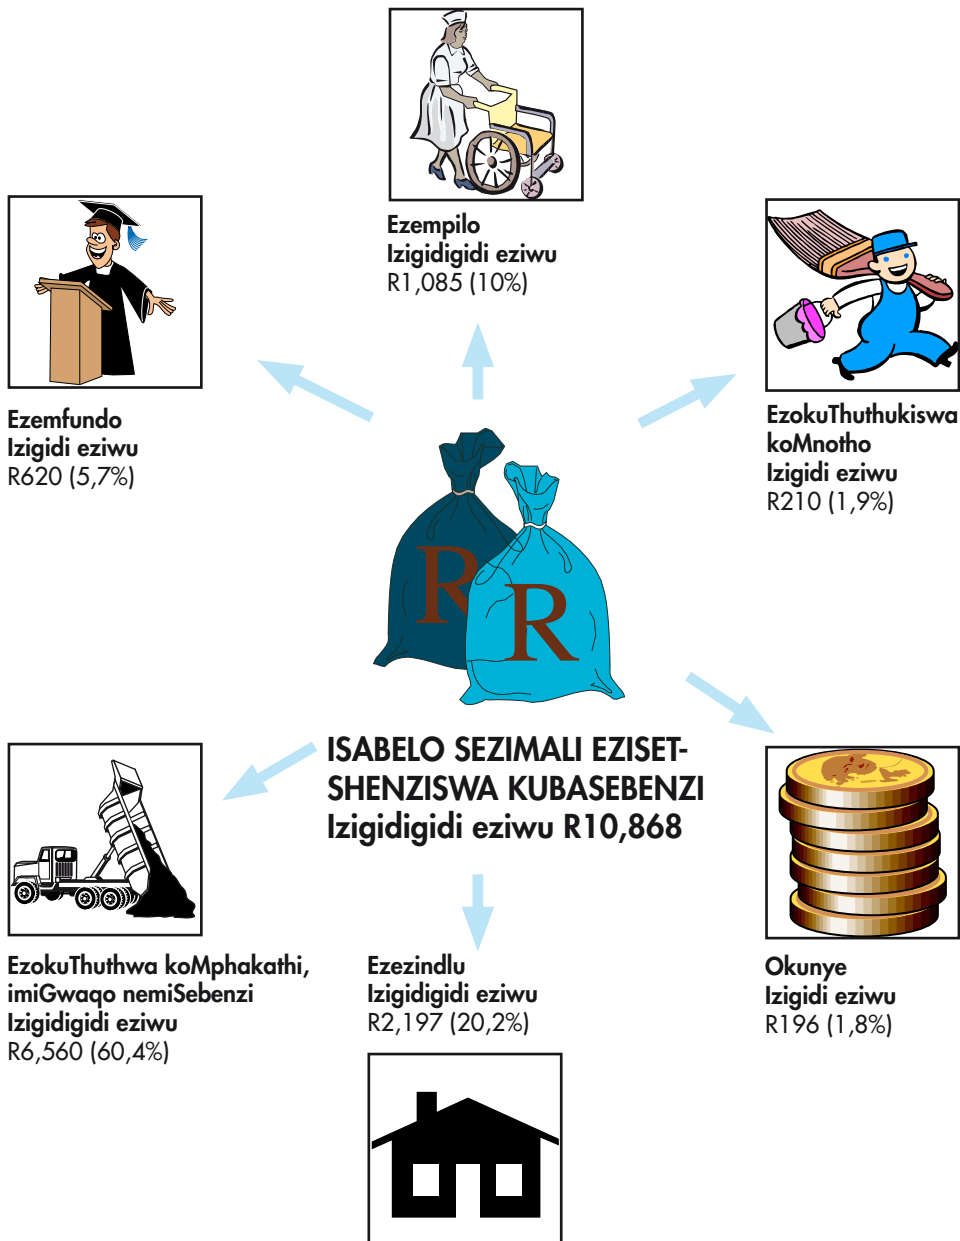 Ezempilo
Izigidigidi eziwu
R1,085 (10%)
Ezemfundo
Izigidi eziwu
R620 (5,7%)
EzokuThuthukiswa
koMnotho
Izigidi eziwu
R210 (1,9%)
R
R
ISABELO SEZIMALI EZISET-
SHENZISWA KUBASEBENZI
Izigidigidi eziwu R10,868
EzokuThuthwa koMphakathi,
imiGwaqo nemiSebenzi
Izigidigidi eziwu
R6,560 (60,4%)
Ezezindlu
Izigidigidi eziwu
R2,197 (20,2%)
Okunye
Izigidi eziwu
R196 (1,8%)